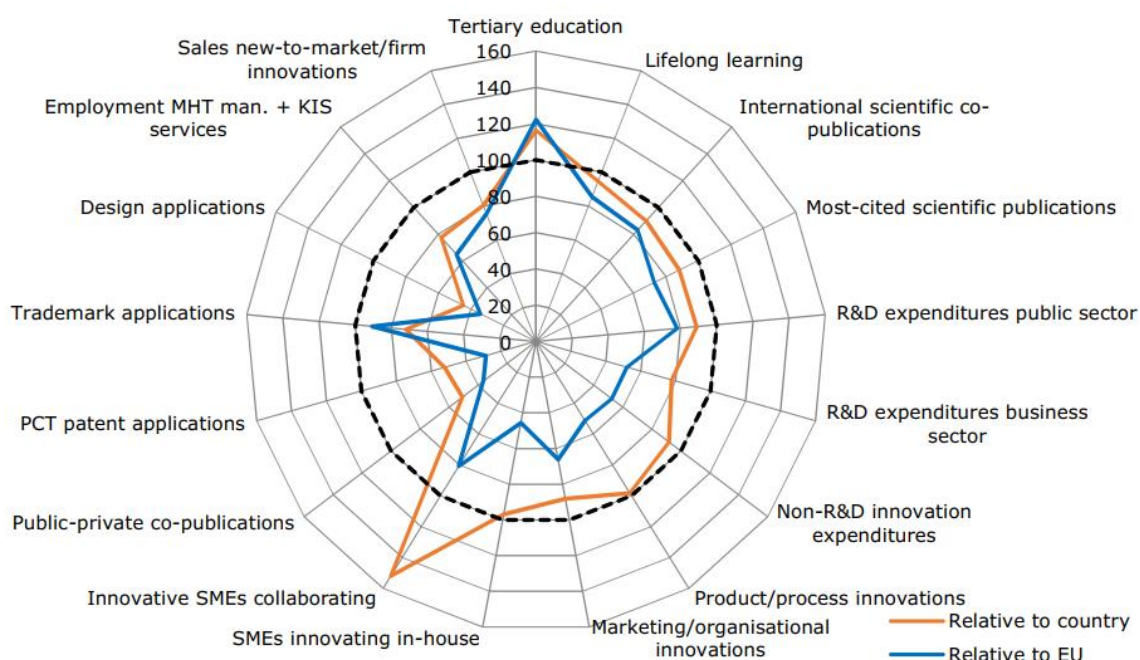 Tertiary education
Sales new-to-market/firm
innovations
Lifelong learning
Employment MHT man. + KIS
services
International scientific co-
publications
Design applications
Most-cited scientific publications
Trademark applications
R&D expenditures public sector
PCT patent applications
R&D expenditures business
sector
Public-private co-publications
Non-R&D innovation
expenditures
Innovative SMEs collaborating
Product/process innovations
SMEs innovating in-house
Marketing/organisational
innovations
160
140
120
100
80
60
40
20
0
Relative to country
Relative to EU